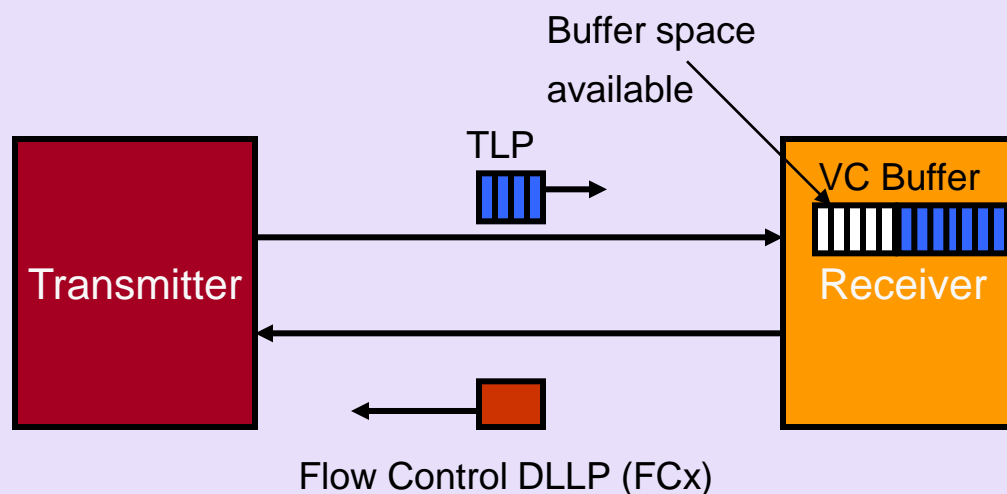 Buffer space
available
TLP
VC Buffer
Transmitter
Receiver
Flow Control DLLP (FCx)